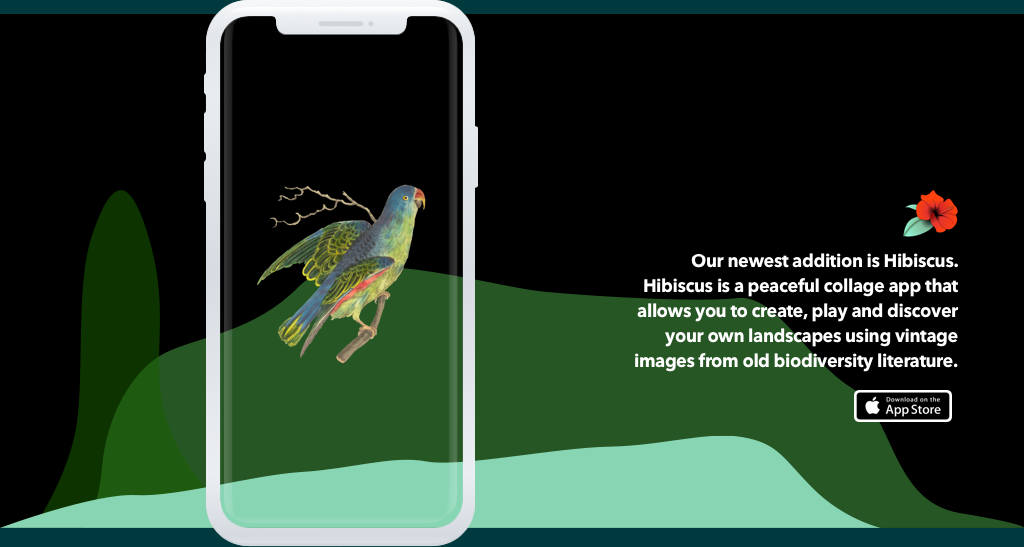 Our newest addition is Hibiscus.
Hibiscus is a peaceful collage app that
allows you to create, play and discover
your own landscapes using vintage
images from old biodiversity literature.
Download on the
App Store